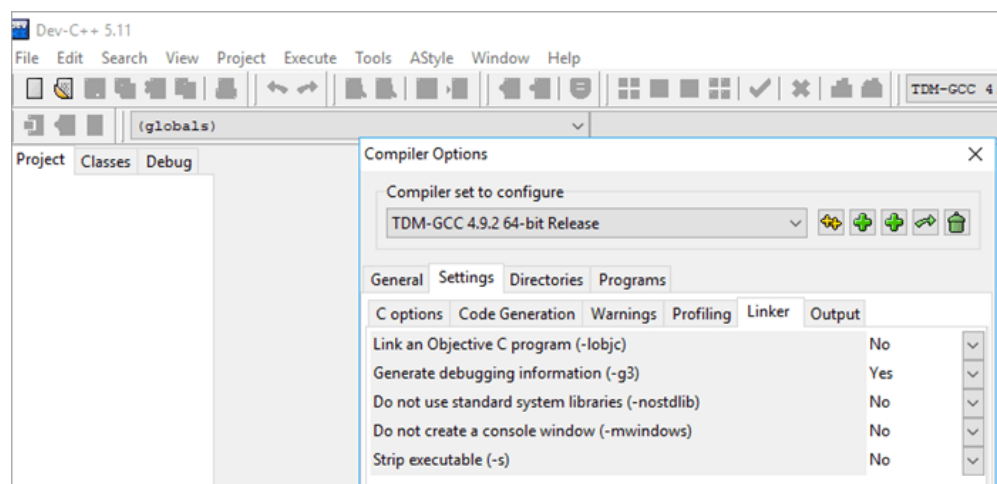 Dev-C++ 5.11
File Edit Search View Project Execute Tools AStyle Window Help
TDM-GCC 4
(globals)
Project Classes Debug
Compiler Options
Compiler set to configure
TDM-GCC 4.9.2 64-bit Release
General Settings Directories Programs
C options Code Generation Warnings Profiling Linker Output
Link an Objective C program (-lobjc) No
Generate debugging information (-g3) Yes
Do not use standard system libraries (-nostdlib) No
Do not create a console window (-mwindows) No
Strip executable (-s) No